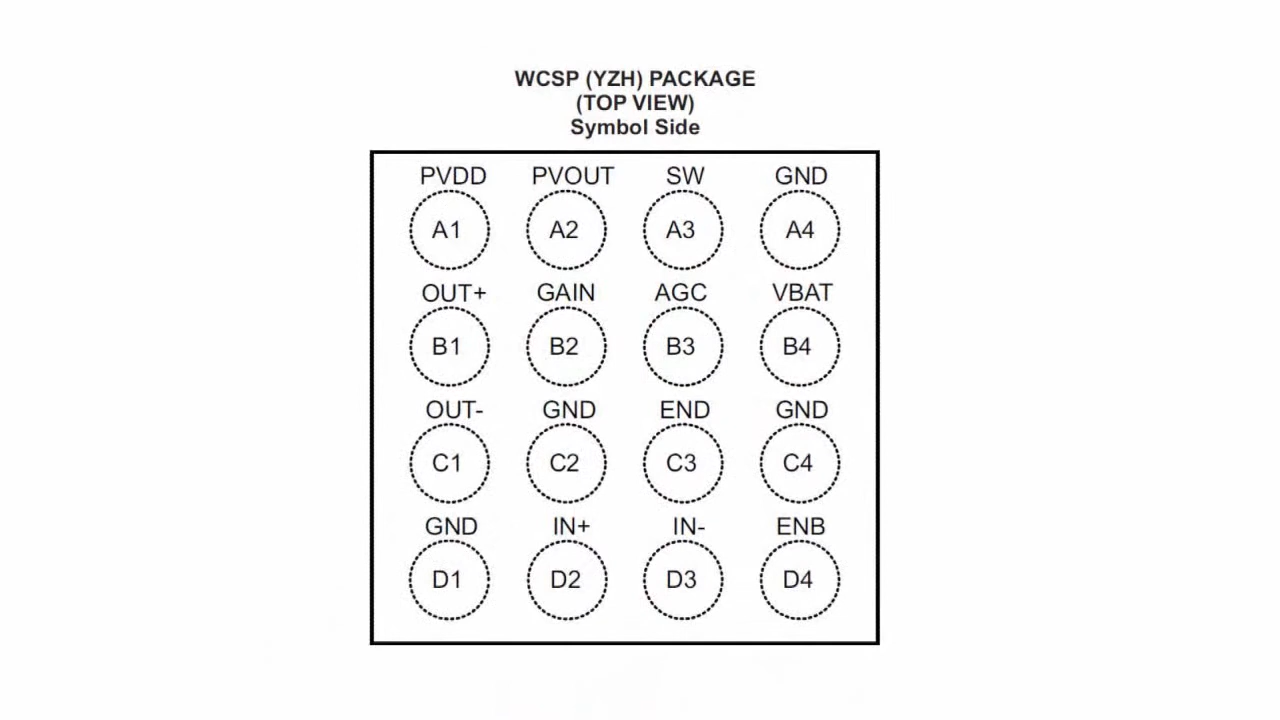 WCSP (YZH) PACKAGE
(TOP VIEW)
Symbol Side
PVDD PVOUT SW GND
A1 A2 A3 A4
OUT+ GAIN AGC VBAT
B1 B2 B3 B4
OUT- GND END GND
C1 C2 C3 C4
GND IN+ IN- ENB
D1 D2 D3 D4